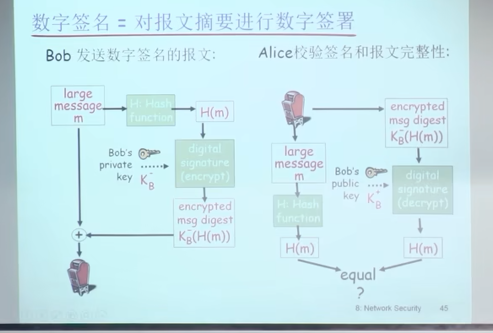 数字签名 = 对报文摘要进行数字签署
Bob 发送数字签名的报文:
large
message
m
H: Hash
function
H(m)
Bob's
private
key
K_B^-
digital
signature
(encrypt)
encrypted
msg digest
K_B^-(H(m))
+
Alice校验签名和报文完整性:
large
message
m
H: Hash
function
H(m)
encrypted
msg digest
K_B^-(H(m))
Bob's
public
key
K_B^+
digital
signature
(decrypt)
H(m)
equal
?
8: Network Security
45